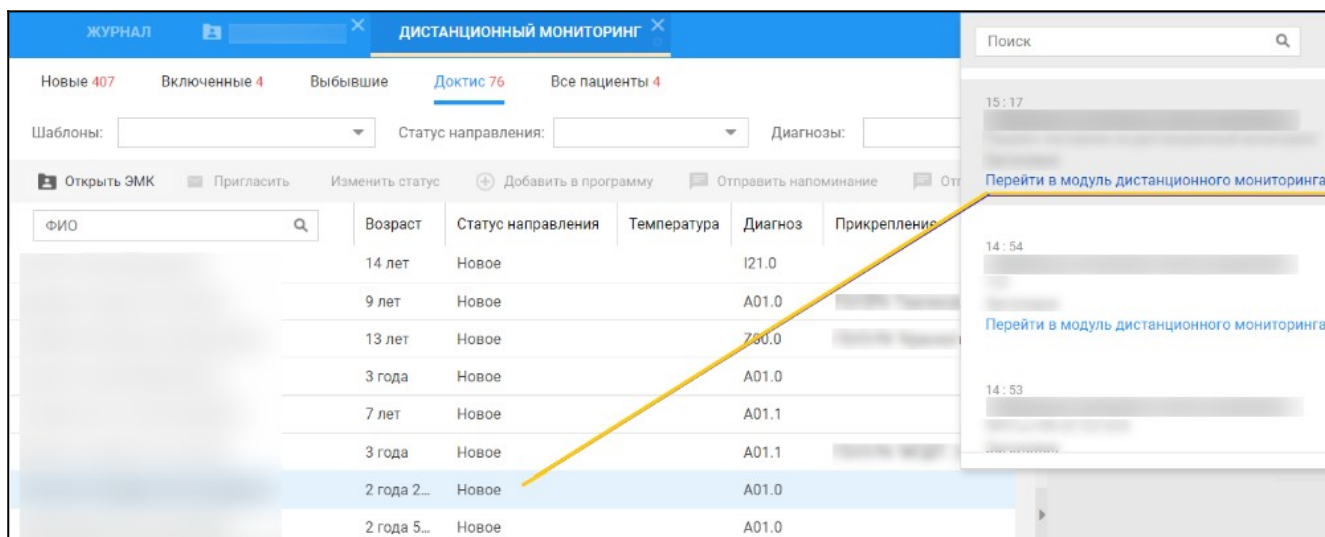 ЖУРНАЛ
ДИСТАНЦИОННЫЙ МОНИТОРИНГ
Новые 407 Включенные 4 Выбывшие Доктис 76 Все пациенты 4
Шаблоны: Статус направления: Диагнозы:
Открыть ЭМК Пригласить Изменить статус Добавить в программу Отправить напоминание
ФИО Возраст Статус направления Температура Диагноз Прикрепление
14 лет Новое I21.0
9 лет Новое A01.0
13 лет Новое Z00.0
3 года Новое A01.0
7 лет Новое A01.1
3 года Новое A01.1
2 года 2... Новое A01.0
2 года 5... Новое A01.0
Поиск
15:17
Перейти в модуль дистанционного мониторинга
14:54
Перейти в модуль дистанционного мониторинга
14:53